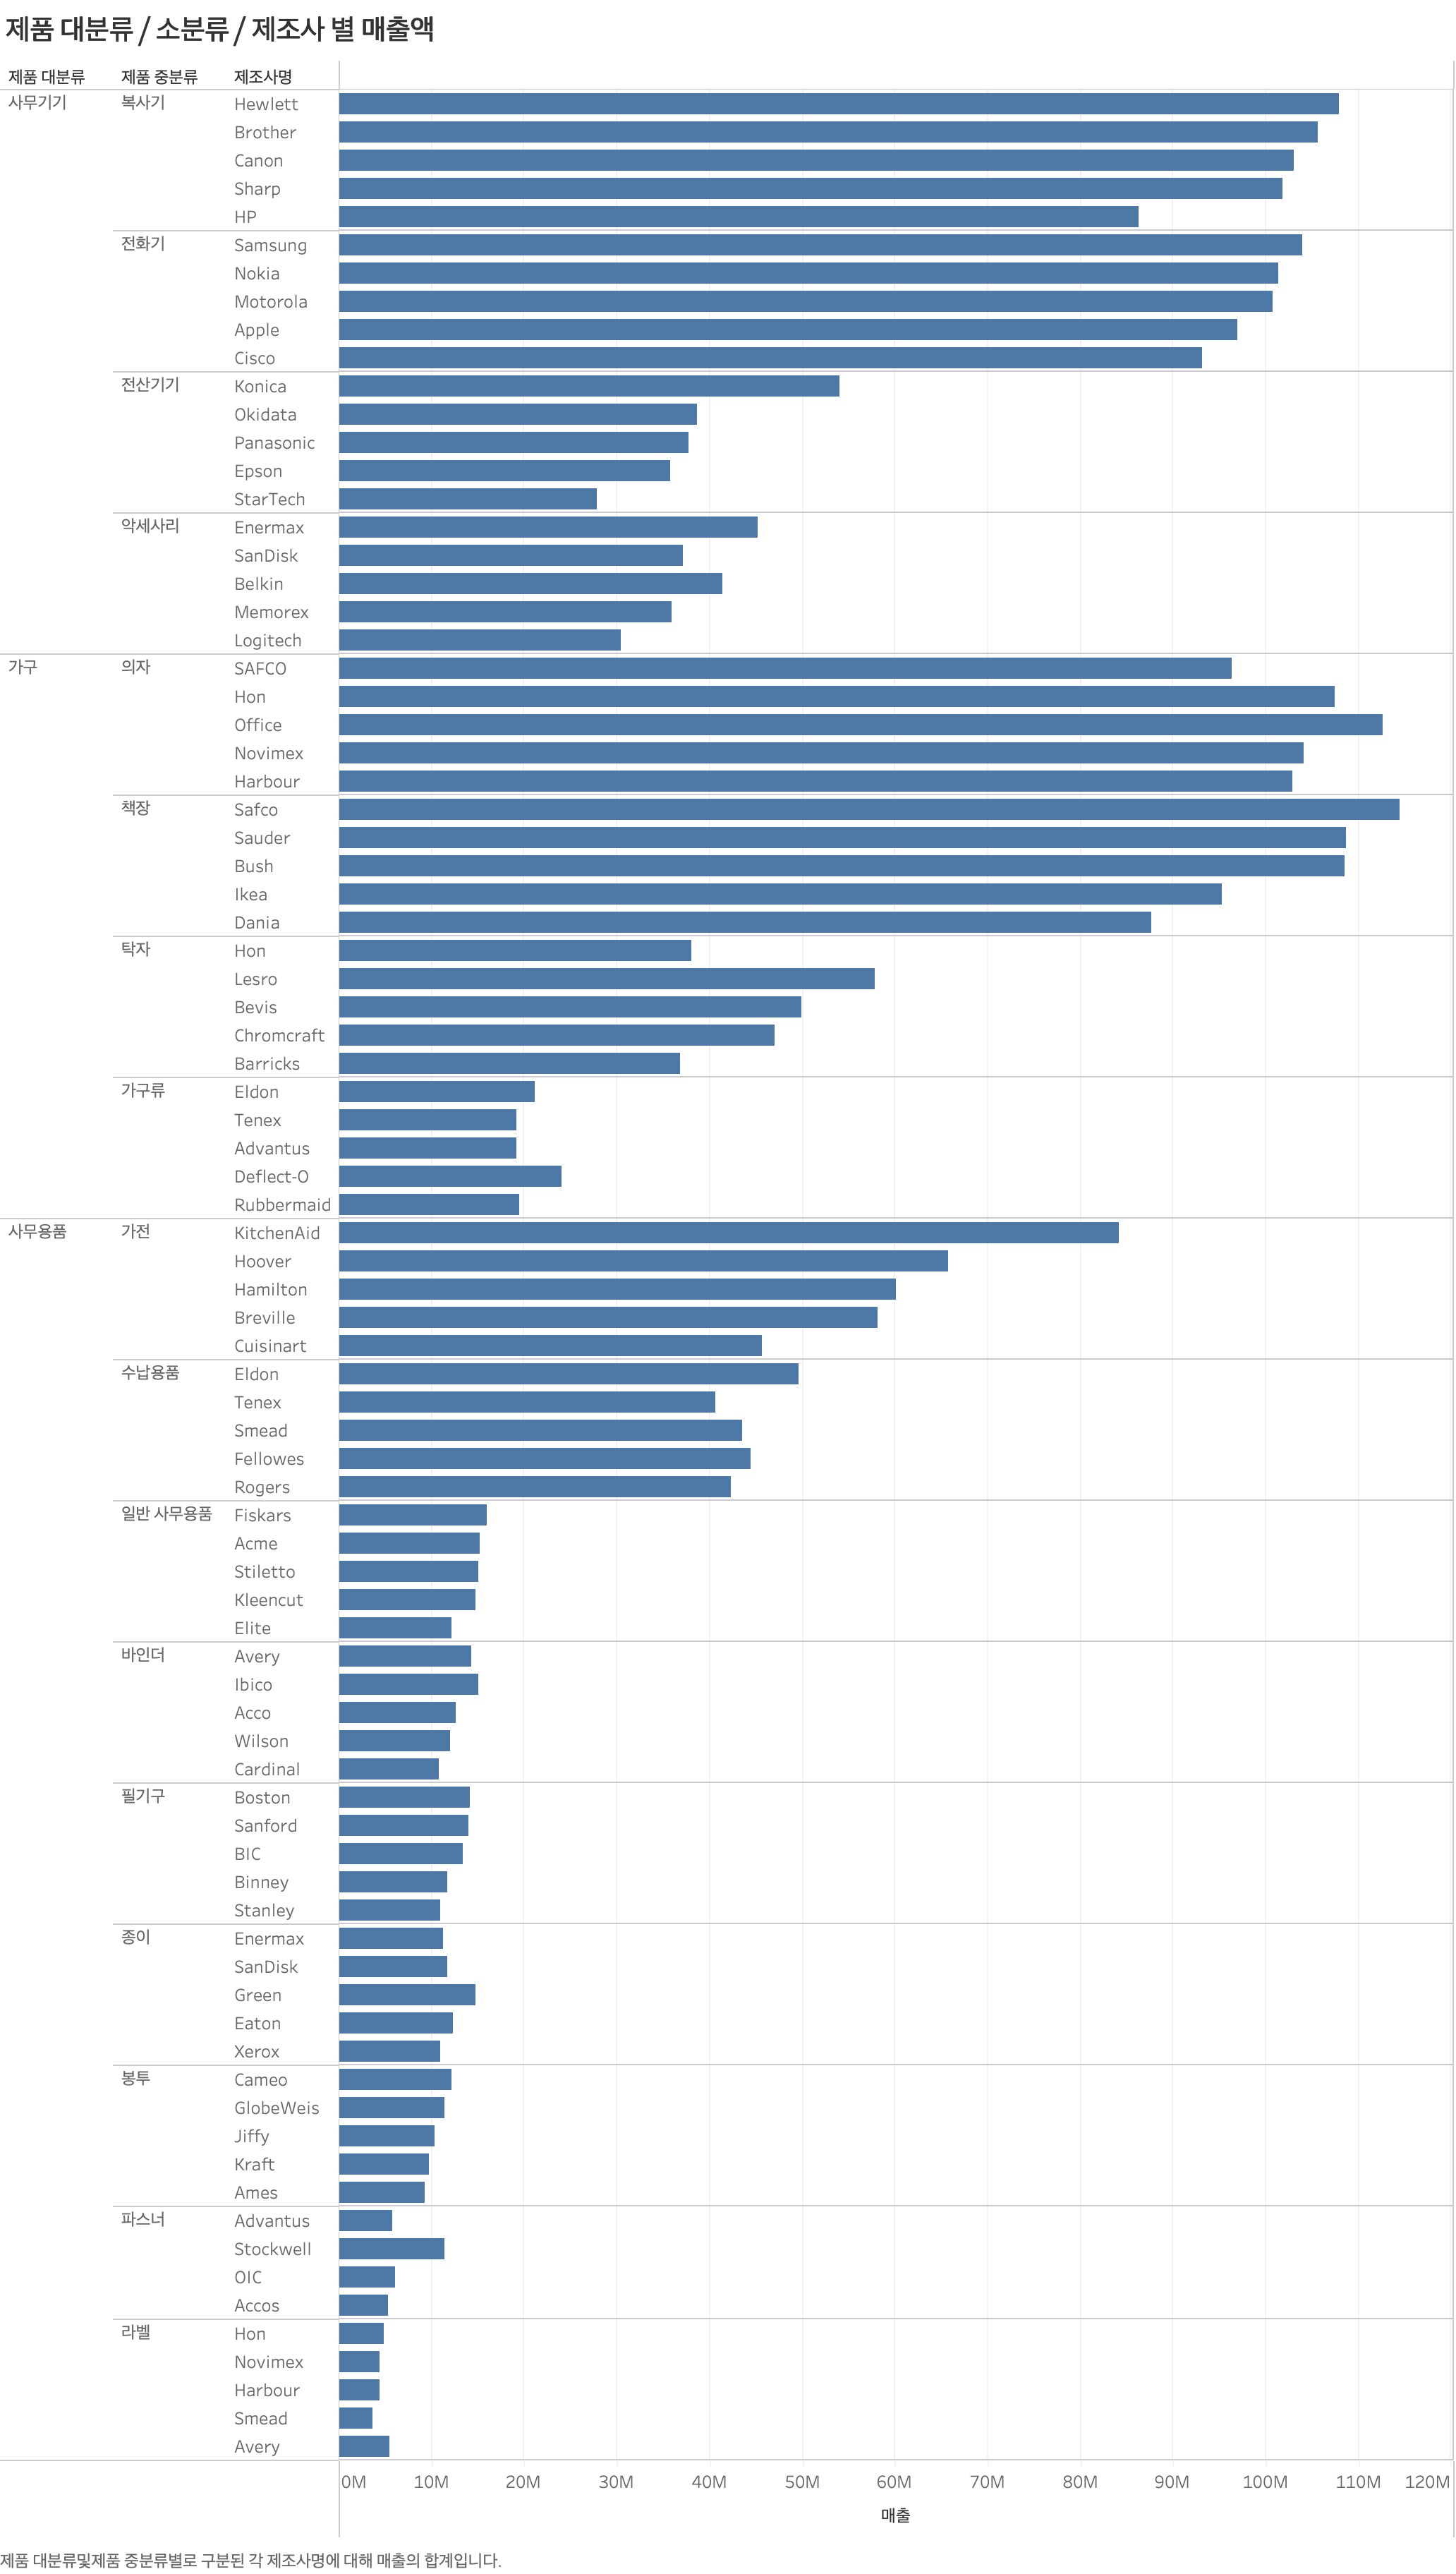 제품 대분류 / 소분류 / 제조사 별 매출액
제품 대분류 제품 중분류 제조사명
사무기기 복사기 Hewlett
Brother
Canon
Sharp
HP
전화기 Samsung
Nokia
Motorola
Apple
Cisco
전산기기 Konica
Okidata
Panasonic
Epson
StarTech
악세사리 Enermax
SanDisk
Belkin
Memorex
Logitech
가구 의자 SAFCO
Hon
Office
Novimex
Harbour
책장 Safco
Sauder
Bush
Ikea
Dania
탁자 Hon
Lesro
Bevis
Chromcraft
Barricks
가구류 Eldon
Tenex
Advantus
Deflect-O
Rubbermaid
사무용품 가전 KitchenAid
Hoover
Hamilton
Breville
Cuisinart
수납용품 Eldon
Tenex
Smead
Fellowes
Rogers
일반 사무용품 Fiskars
Acme
Stiletto
Kleencut
Elite
바인더 Avery
Ibico
Acco
Wilson
Cardinal
필기구 Boston
Sanford
BIC
Binney
Stanley
종이 Enermax
SanDisk
Green
Eaton
Xerox
봉투 Cameo
GlobeWeis
Jiffy
Kraft
Ames
파스너 Advantus
Stockwell
OIC
Accos
라벨 Hon
Novimex
Harbour
Smead
Avery
0M 10M 20M 30M 40M 50M 60M 70M 80M 90M 100M 110M 120M
매출
제품 대분류및제품 중분류별로 구분된 각 제조사명에 대해 매출의 합계입니다.